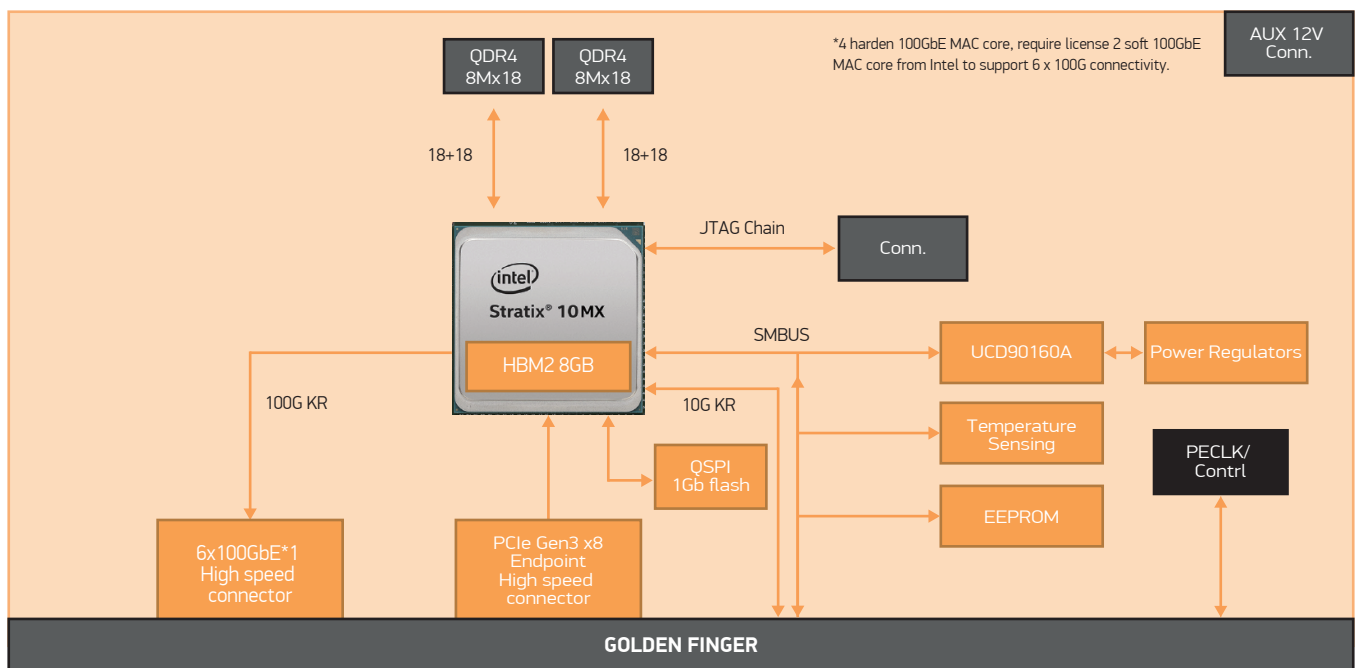 QDR4
8Mx18
QDR4
8Mx18
*4 harden 100GbE MAC core, require license 2 soft 100GbE
MAC core from Intel to support 6 x 100G connectivity.
AUX 12V
Conn.
18+18
18+18
JTAG Chain
Conn.
intel
Stratix® 10 MX
HBM2 8GB
SMBUS
UCD90160A
Power Regulators
100G KR
10G KR
Temperature
Sensing
PECLK/
Contrl
QSPI
1Gb flash
EEPROM
6x100GbE*1
High speed
connector
PCIe Gen3 x8
Endpoint
High speed
connector
GOLDEN FINGER